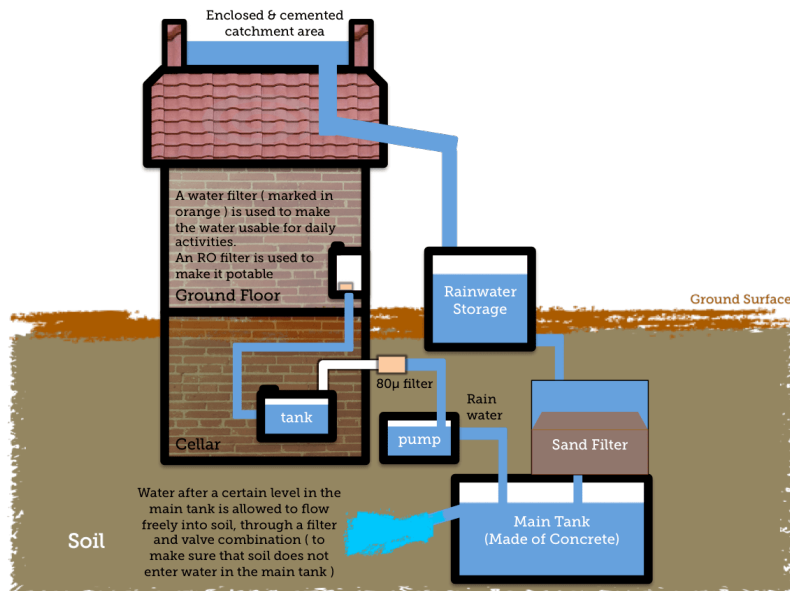 Enclosed & cemented
catchment area
A water filter ( marked in
orange ) is used to make
the water usable for daily
activities.
An RO filter is used to
make it potable
Ground Floor
Rainwater
Storage
Ground Surface
80µ filter
Rain
water
tank
pump
Sand Filter
Cellar
Water after a certain level in the
main tank is allowed to flow
freely into soil, through a filter
and valve combination ( to
make sure that soil does not
enter water in the main tank )
Main Tank
(Made of Concrete)
Soil